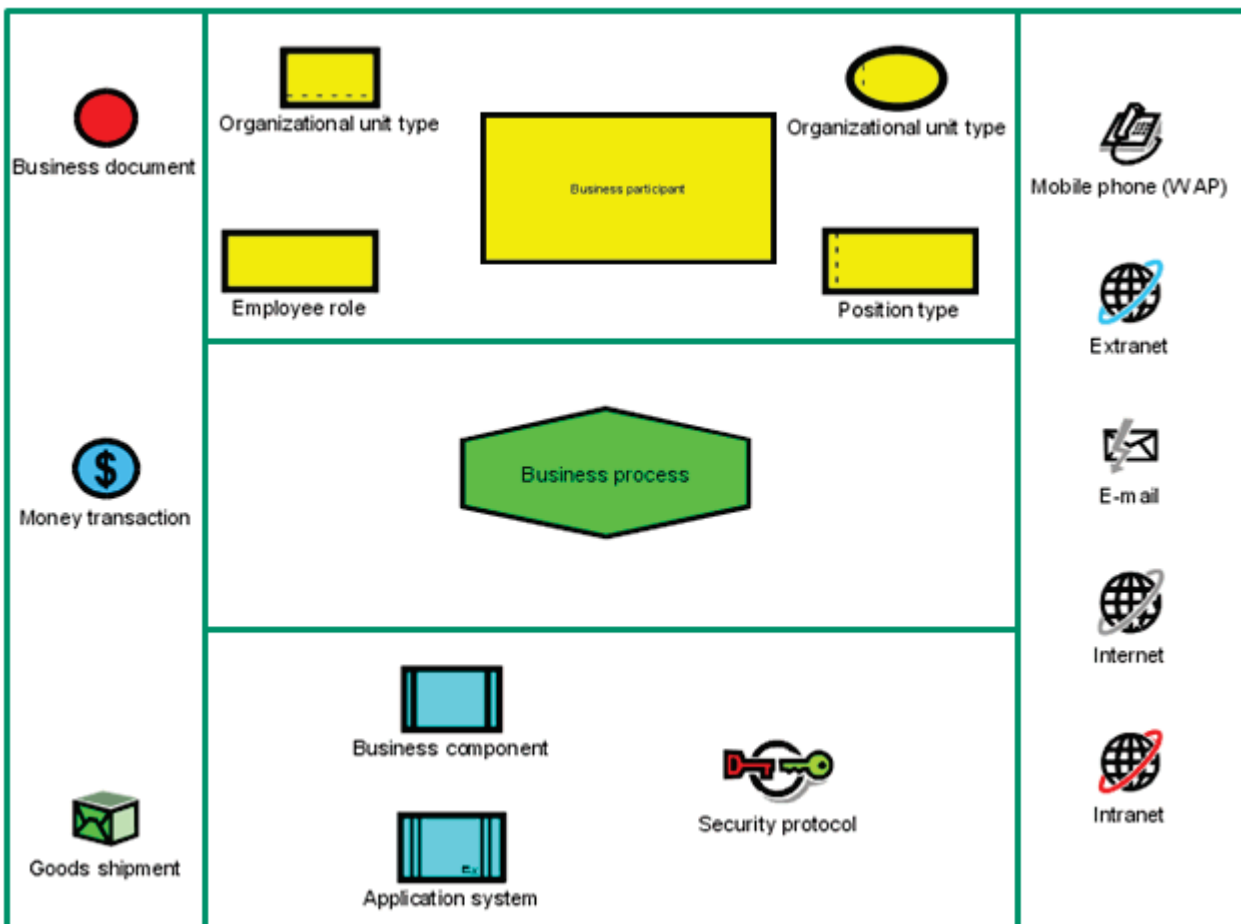 Business document
Money transaction
$
Goods shipment
Organizational unit type
Organizational unit type
Business participant
Employee role
Position type
Business process
Business component
Security protocol
Application system
Mobile phone (WAP)
Extranet
E-mail
Internet
Intranet